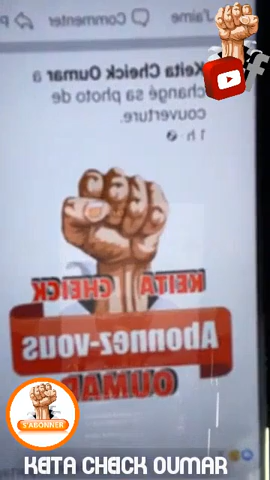 J'aime Commenter P
Keita Cheick Oumar a
changé sa photo de
couverture.
1 h
KEITA CHEICK
Abonnez-vous
OUMAR
S'ABONNER
KEITA CHEICK OUMAR